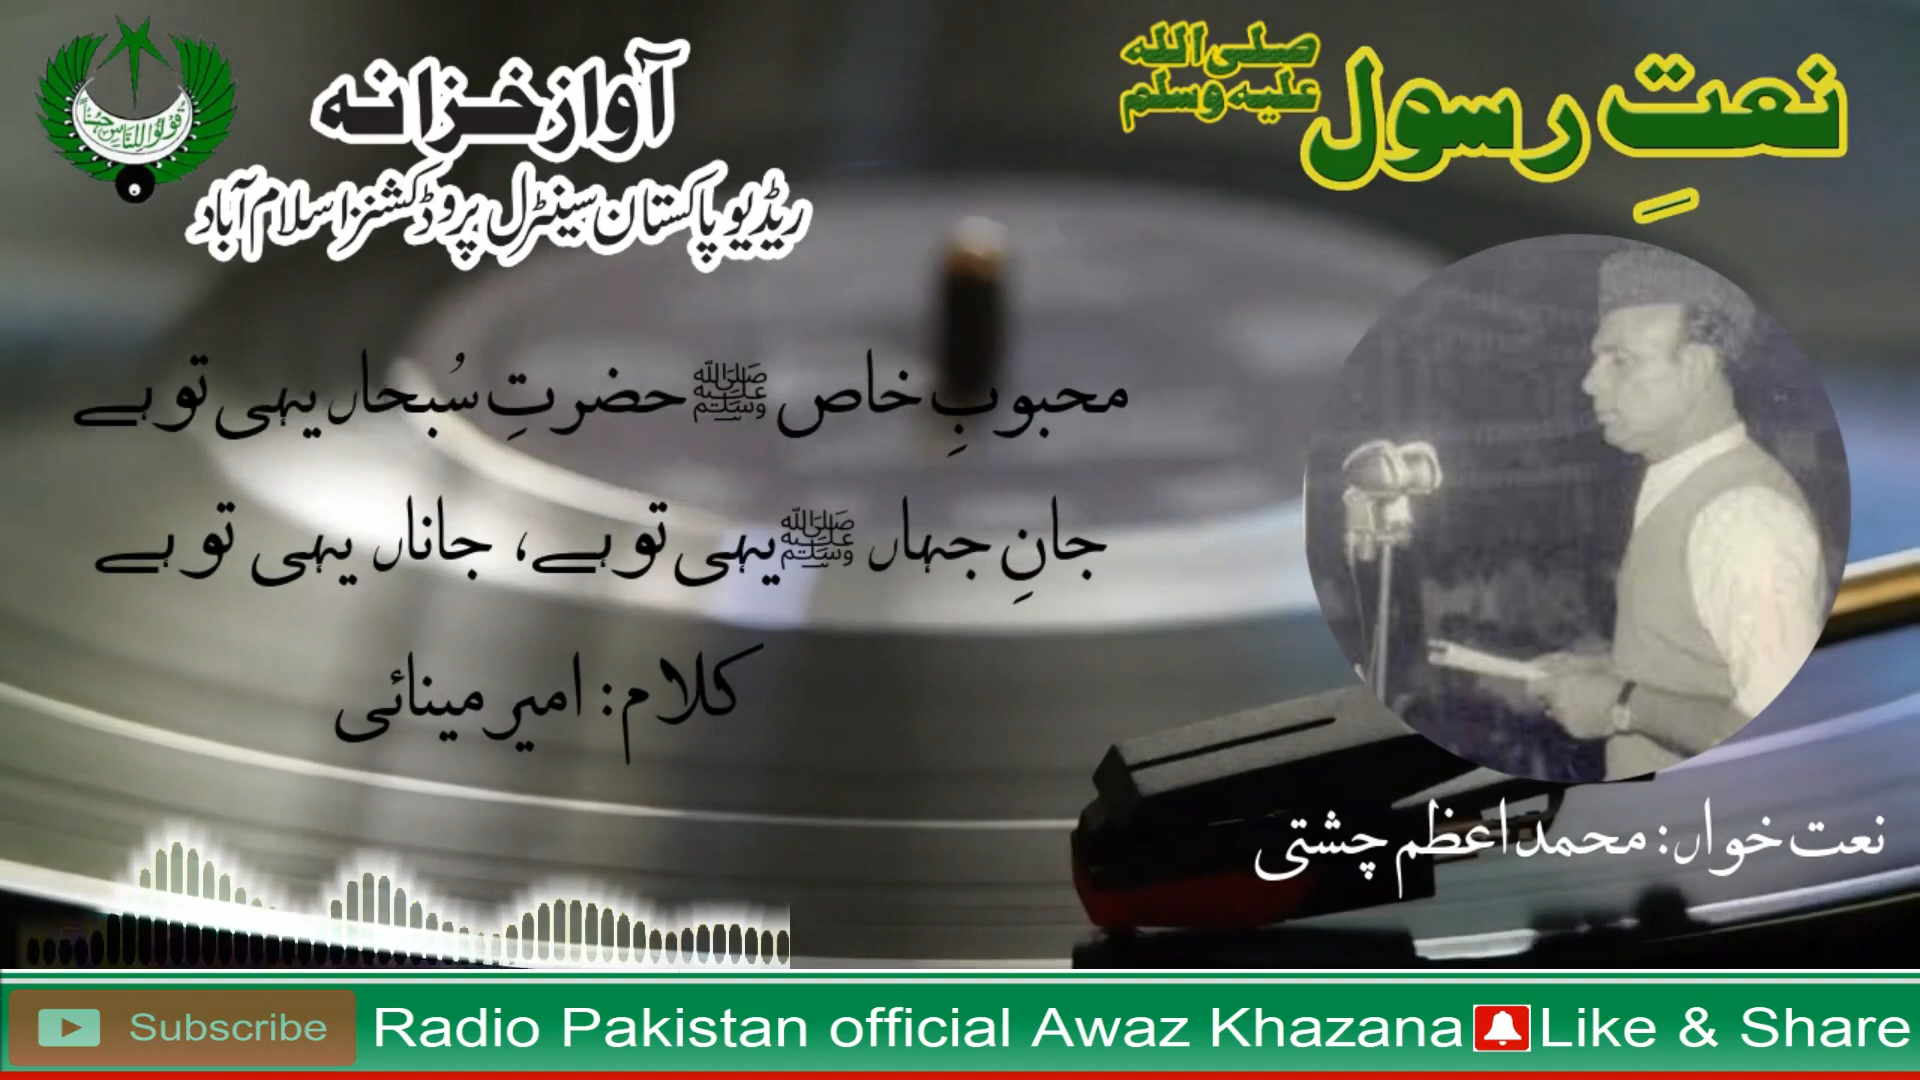 قُوْلُوْا لِلنَّاسِ حُسْنًا
آواز خزانہ
ریڈیو پاکستان سینٹرل پروڈکشنز اسلام آباد
نعتِ رسول صلی اللہ علیہ وسلم
محبوبِ خاص ﷺ حضرتِ سُبحاں یہی تو ہے
جانِ جہاں ﷺ یہی تو ہے، جاناں یہی تو ہے
کلام: امیر مینائی
نعت خواں: محمد اعظم چشتی
Subscribe Radio Pakistan official Awaz Khazana Like & Share